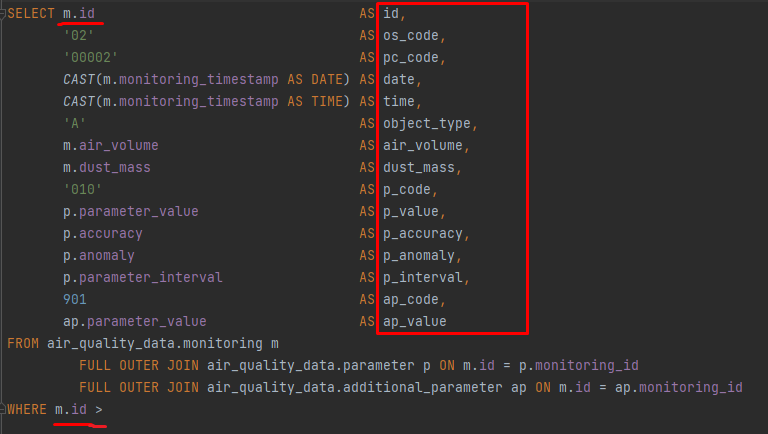 SELECT m.id AS id,
'02' AS os_code,
'00002' AS pc_code,
CAST(m.monitoring_timestamp AS DATE) AS date,
CAST(m.monitoring_timestamp AS TIME) AS time,
'A' AS object_type,
m.air_volume AS air_volume,
m.dust_mass AS dust_mass,
'010' AS p_code,
p.parameter_value AS p_value,
p.accuracy AS p_accuracy,
p.anomaly AS p_anomaly,
p.parameter_interval AS p_interval,
901 AS ap_code,
ap.parameter_value AS ap_value
FROM air_quality_data.monitoring m
FULL OUTER JOIN air_quality_data.parameter p ON m.id = p.monitoring_id
FULL OUTER JOIN air_quality_data.additional_parameter ap ON m.id = ap.monitoring_id
WHERE m.id >